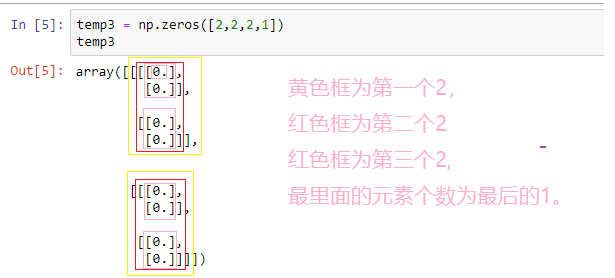 In [5]: temp3 = np.zeros([2,2,2,1])
temp3
Out[5]: array([[[[0.],
[0.]],
[[0.],
[0.]]],
[[[0.],
[0.]],
[[0.],
[0.]]]])
黄色框为第一个2，
红色框为第二个2
红色框为第三个2,
最里面的元素个数为最后的1。